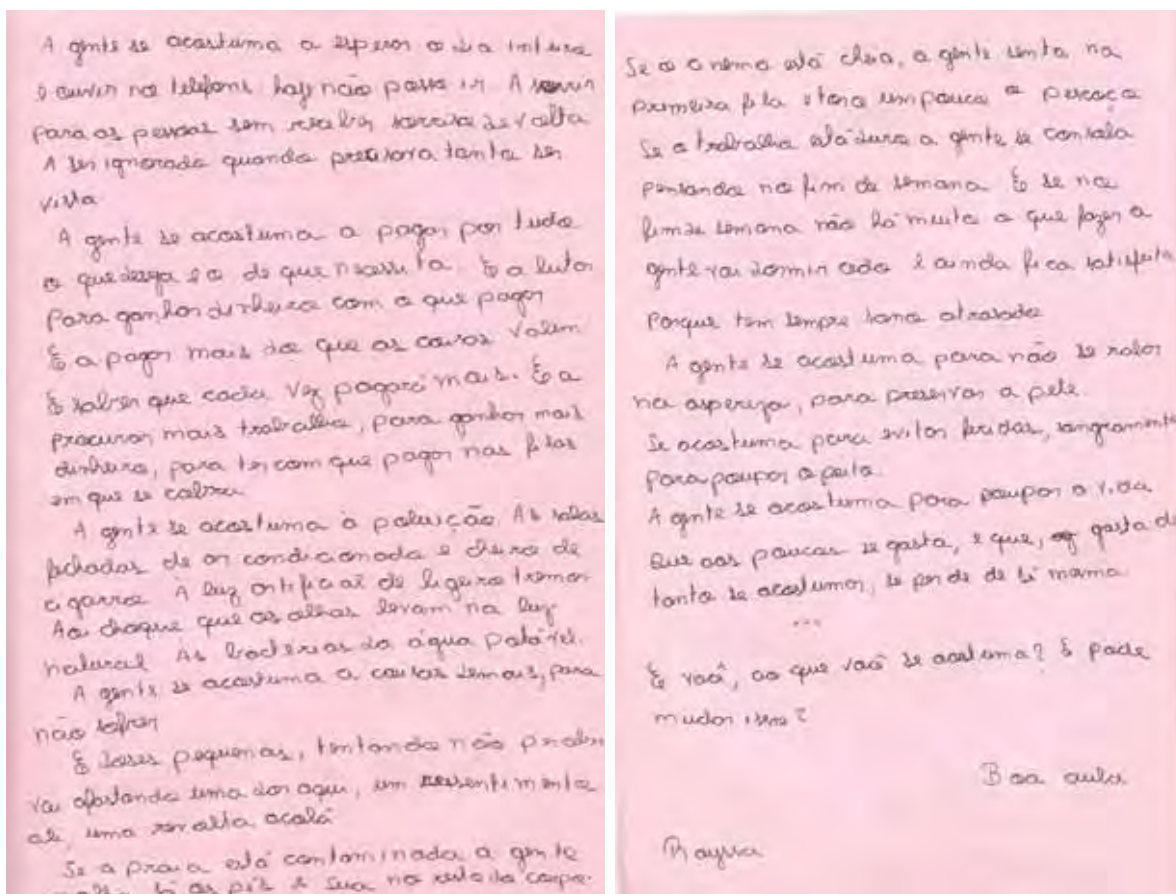 A gente se acostuma a esperar o dia inteiro
e ouvir no telefone: hoje não posso ir. A sorrir
para as pessoas sem receber sorriso de volta
A ser ignorado quando precisava tanto ser
visto
A gente se acostuma a pagar por tudo
o que deseja e o de que necessita. E a lutar
Para ganhar dinheiro com o que pagar
E a pagar mais do que as coisas valem
E saber que cada vez pagará mais. E a
procurar mais trabalho, para ganhar mais
dinheiro, para ter com que pagar nas filas
em que se cobra
A gente se acostuma à poluição. As salas
fechadas de ar condicionado e cheiro de
cigarro A luz artificial de ligeiro tremor
Ao choque que os olhos levam na luz
natural As bactérias da água potável.
A gente se acostuma a coisas demais, para
não sofrer
E doses pequenas, tentando não
vai afastando uma dor aqui, um ressentimento
ali, uma revolta acolá
Se a praia está contaminada a gente
só os pés e sua no resto do corpo.
Se o cinema está cheio, a gente senta na
primeira fila e torce um pouco o pescoço
Se o trabalho está duro a gente se consola
pensando no fim de semana E se no
fim de semana não há muito o que fazer a
gente vai dormir cedo e ainda fica satisfeito
Porque tem sempre sono atrasado
A gente se acostuma para não se ralar
na aspereza, para preservar a pele.
Se acostuma para evitar feridas, sangramentos
Para poupar o peito.
A gente se acostuma para poupar a vida
Que aos poucos se gasta, e que, gasta de
tanto se acostumar, se perde de si mesma
...
E você, ao que você se acostuma? E pode
mudar isso?
Boa aula
Rayssa